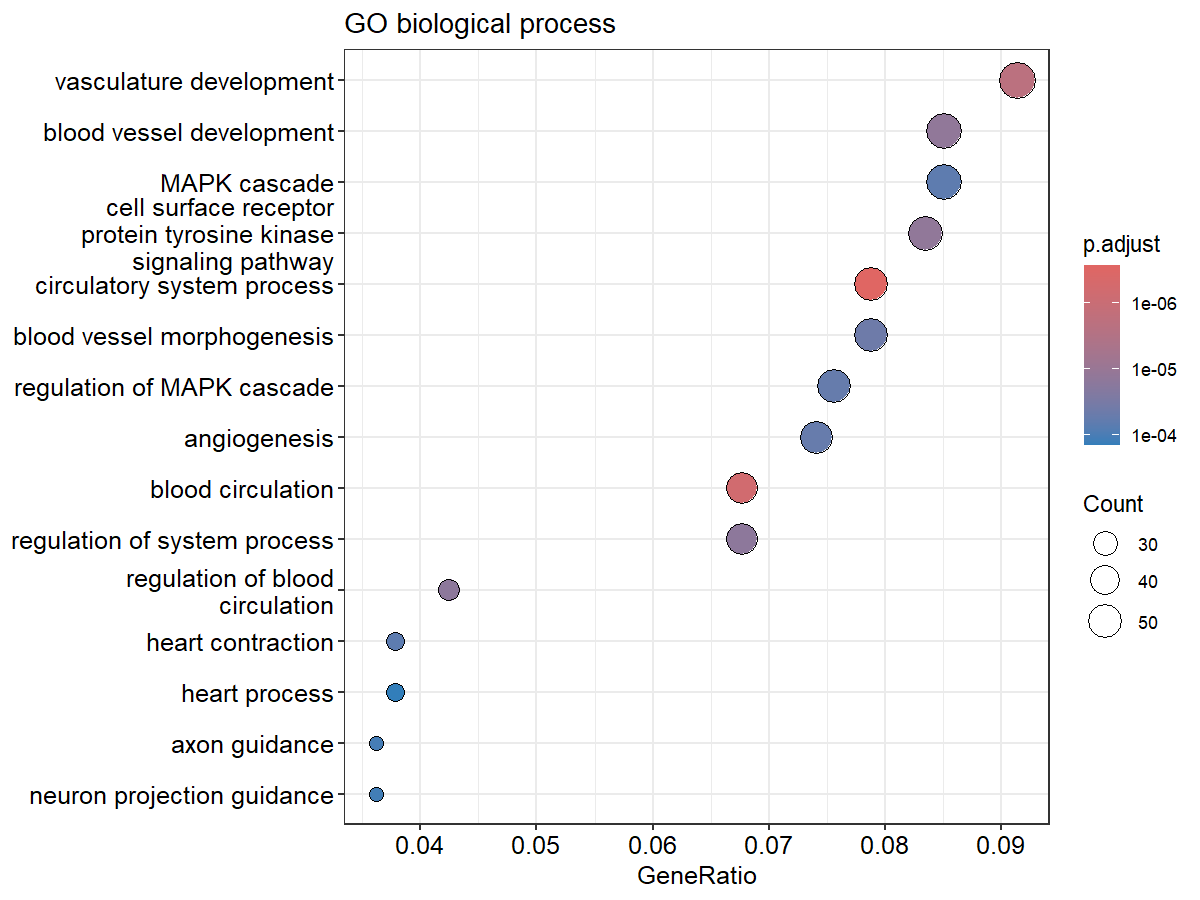 GO biological process
vasculature development
blood vessel development
MAPK cascade
cell surface receptor
protein tyrosine kinase
signaling pathway
circulatory system process
blood vessel morphogenesis
regulation of MAPK cascade
angiogenesis
blood circulation
regulation of system process
regulation of blood
circulation
heart contraction
heart process
axon guidance
neuron projection guidance
0.04 0.05 0.06 0.07 0.08 0.09
GeneRatio
p.adjust
1e-06
1e-05
1e-04
Count
30
40
50